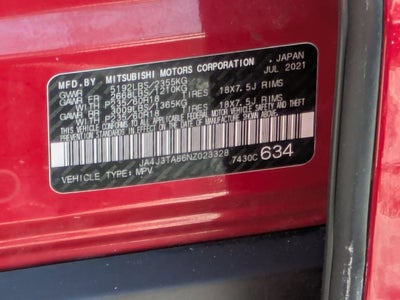 MFD.BY MITSUBISHI MOTORS CORPORATION , JAPAN
GVWR 5192LBS/2355KG JUL 2021
GAWR FR 2668LBS/1210KG
WITH P235/60R18 TIRES 18X7.5J RIMS
GAWR RR /1365KG
WITH P235/60R18 TIRES 18X7.5J RIMS
THIS VEHICLE CONFORMS TO ALL APPLICABLE FEDERAL MOTOR VEHICLE SAFETY AND THEFT
PREVENTION STANDARDS IN EFFECT ON THE DATE OF MANUFACTURE SHOWN ABOVE.
JA4J3TA86NZ023328 7430C 634
VEHICLE TYPE: MPV